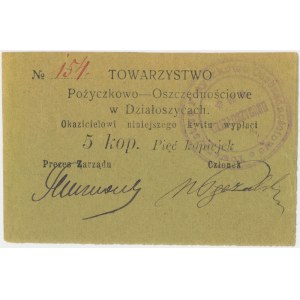 № 154.
TOWARZYSTWO
Pożyczkowo—Oszczędnościowe
w Działoszycach.
Okazicielowi niniejszego kwitu wypłaci
5 kop. Pięć kopiejek
Prezes Zarządu Członek